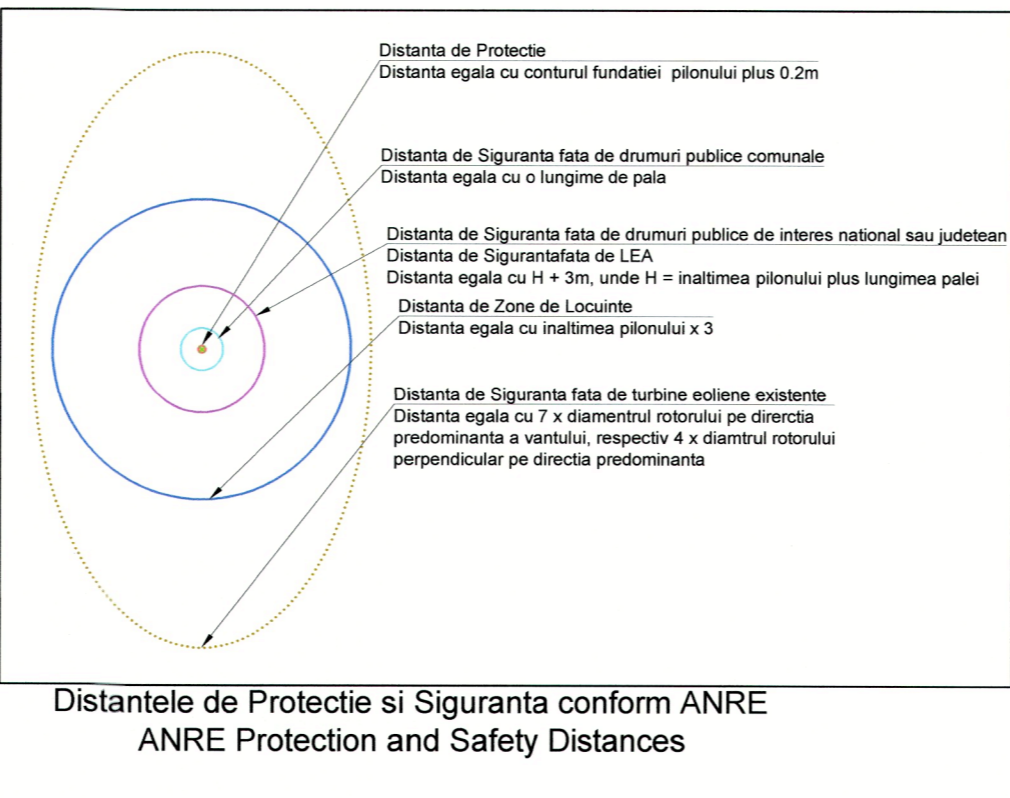 Distanta de Protectie
Distanta egala cu conturul fundatiei pilonului plus 0.2m
Distanta de Siguranta fata de drumuri publice comunale
Distanta egala cu o lungime de pala
Distanta de Siguranta fata de drumuri publice de interes national sau judetean
Distanta de Sigurantafata de LEA
Distanta egala cu H + 3m, unde H = inaltimea pilonului plus lungimea palei
Distanta de Zone de Locuinte
Distanta egala cu inaltimea pilonului x 3
Distanta de Siguranta fata de turbine eoliene existente
Distanta egala cu 7 x diamentrul rotorului pe direrctia
predominanta a vantului, respectiv 4 x diamtrul rotorului
perpendicular pe directia predominanta
Distantele de Protectie si Siguranta conform ANRE
ANRE Protection and Safety Distances